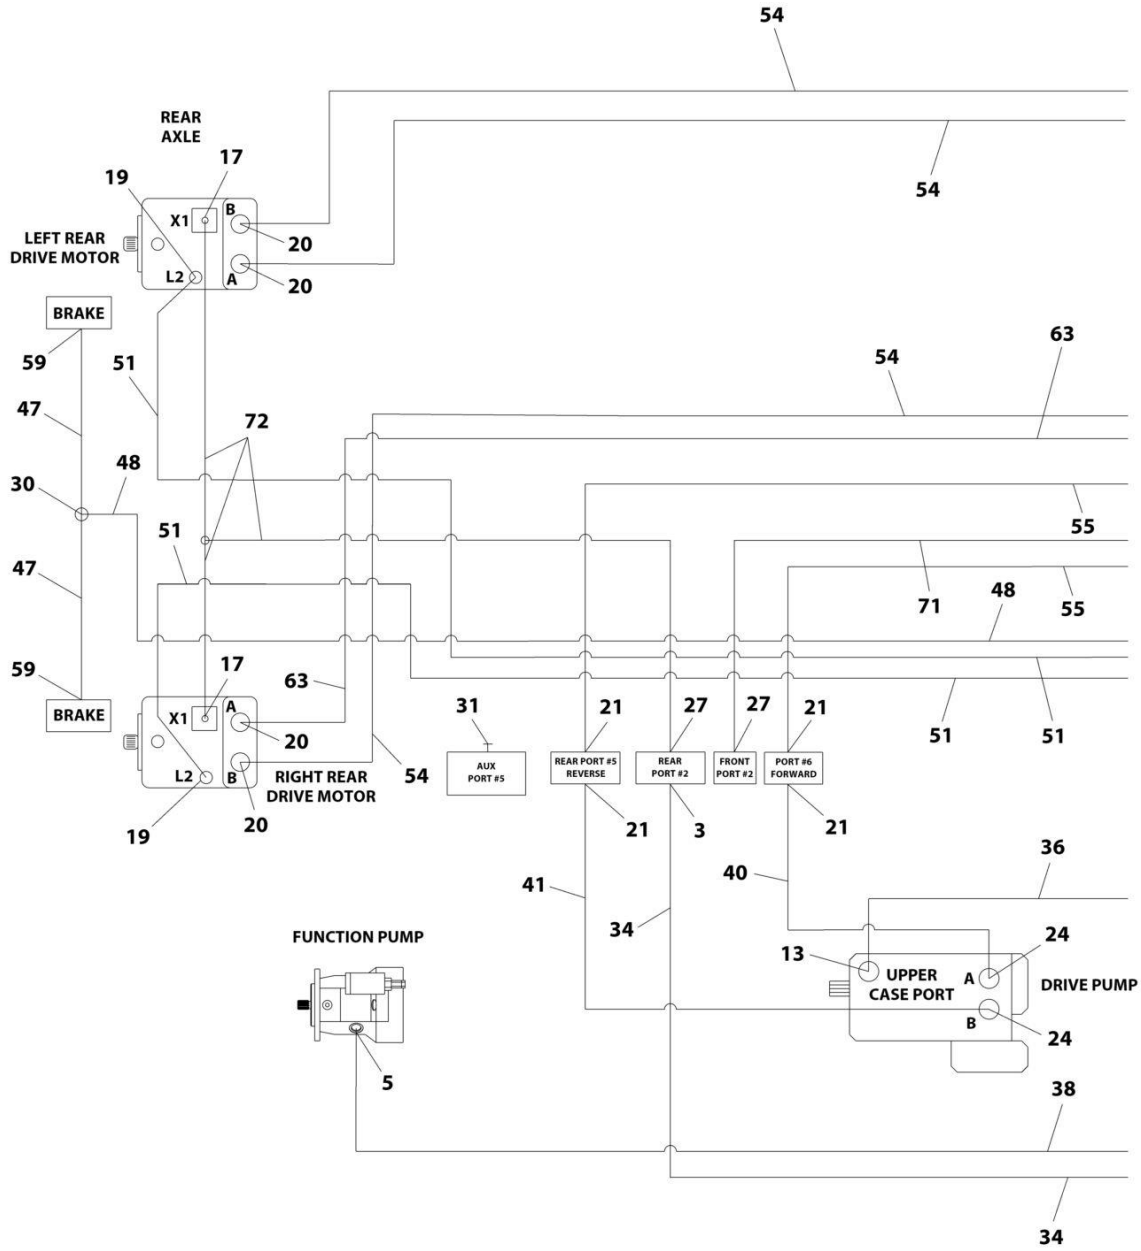 54
REAR
AXLE
54
19
17
X1
B
20
LEFT REAR
DRIVE MOTOR
L2
A
20
BRAKE
59
51
63
54
47
72
30
48
51
55
47
71
55
48
59
17
63
51
51
BRAKE
X1
A
20
31
21
27
27
21
L2
B
RIGHT REAR
DRIVE MOTOR
54
AUX
PORT #5
REAR PORT #5
REVERSE
REAR
PORT #2
FRONT
PORT #2
PORT #6
FORWARD
19
20
21
3
21
36
41
40
34
FUNCTION PUMP
13
UPPER
CASE PORT
A
24
DRIVE PUMP
B
24
5
38
34